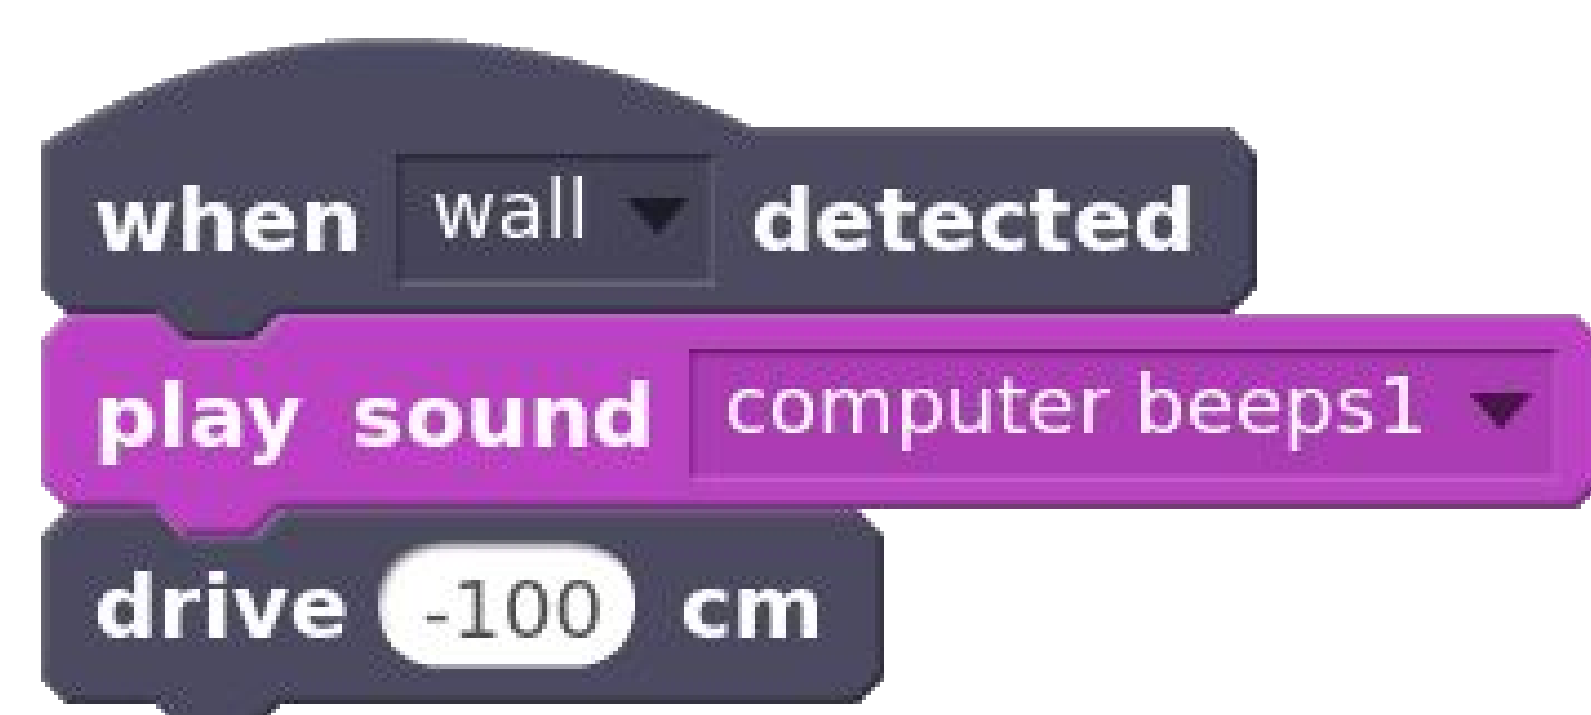 when wall detected
play sound computer beeps1
drive -100 cm